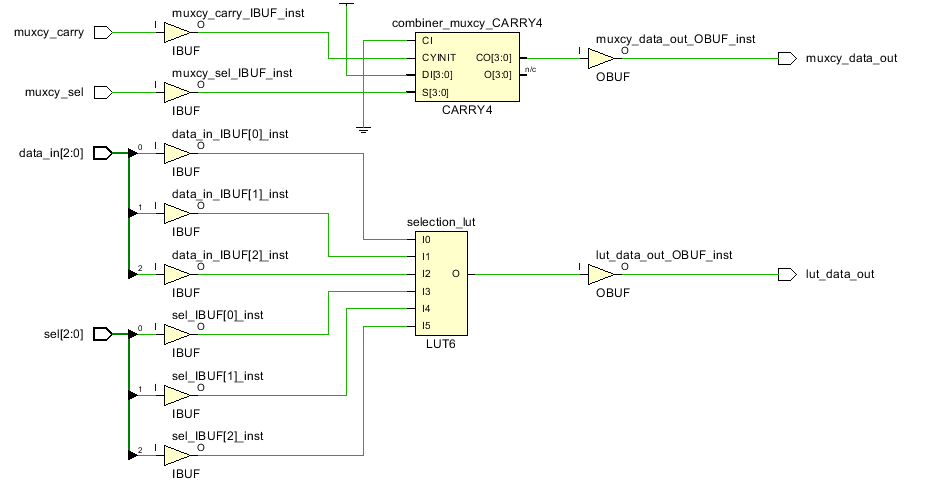 muxcy_carry_IBUF_inst
muxcy_carry
I
O
IBUF
muxcy_sel_IBUF_inst
muxcy_sel
I
O
IBUF
combiner_muxcy_CARRY4
CI
CYINIT
DI[3:0]
S[3:0]
CO[3:0]
O[3:0]
n/c
CARRY4
muxcy_data_out_OBUF_inst
I
O
OBUF
muxcy_data_out
data_in_IBUF[0]_inst
data_in[2:0]
0
I
O
IBUF
data_in_IBUF[1]_inst
1
I
O
IBUF
data_in_IBUF[2]_inst
2
I
O
IBUF
sel_IBUF[0]_inst
sel[2:0]
0
I
O
IBUF
sel_IBUF[1]_inst
1
I
O
IBUF
sel_IBUF[2]_inst
2
I
O
IBUF
selection_lut
I0
I1
I2
I3
I4
I5
O
LUT6
lut_data_out_OBUF_inst
I
O
OBUF
lut_data_out